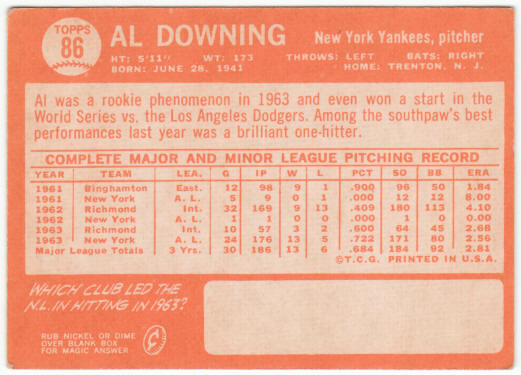 TOPPS
86
AL DOWNING
New York Yankees, pitcher
HT: 5'11" WT: 173 THROWS: LEFT BATS: RIGHT
BORN: JUNE 28, 1941 HOME: TRENTON, N. J.
Al was a rookie phenomenon in 1963 and even won a start in the
World Series vs. the Los Angeles Dodgers. Among the southpaw's best
performances last year was a brilliant one-hitter.
COMPLETE MAJOR AND MINOR LEAGUE PITCHING RECORD
YEAR TEAM LEA. G IP W L PCT SO BB ERA
1961 Binghamton East. 12 98 9 1 .900 96 50 1.84
1961 New York A. L. 5 9 0 1 .000 12 12 8.00
1962 Richmond Int. 32 169 9 13 .409 180 113 4.10
1962 New York A. L. 1 1 0 0 .000 1 0 0.00
1963 Richmond Int. 10 57 3 2 .600 64 45 2.68
1963 New York A. L. 24 176 13 5 .722 171 80 2.56
Major League Totals 3 Yrs. 30 186 13 6 .684 184 92 2.81
©T.C.G. PRINTED IN U.S.A.
WHICH CLUB LED THE
N.L. IN HITTING IN 1963?
RUB NICKEL OR DIME
OVER BLANK BOX
FOR MAGIC ANSWER